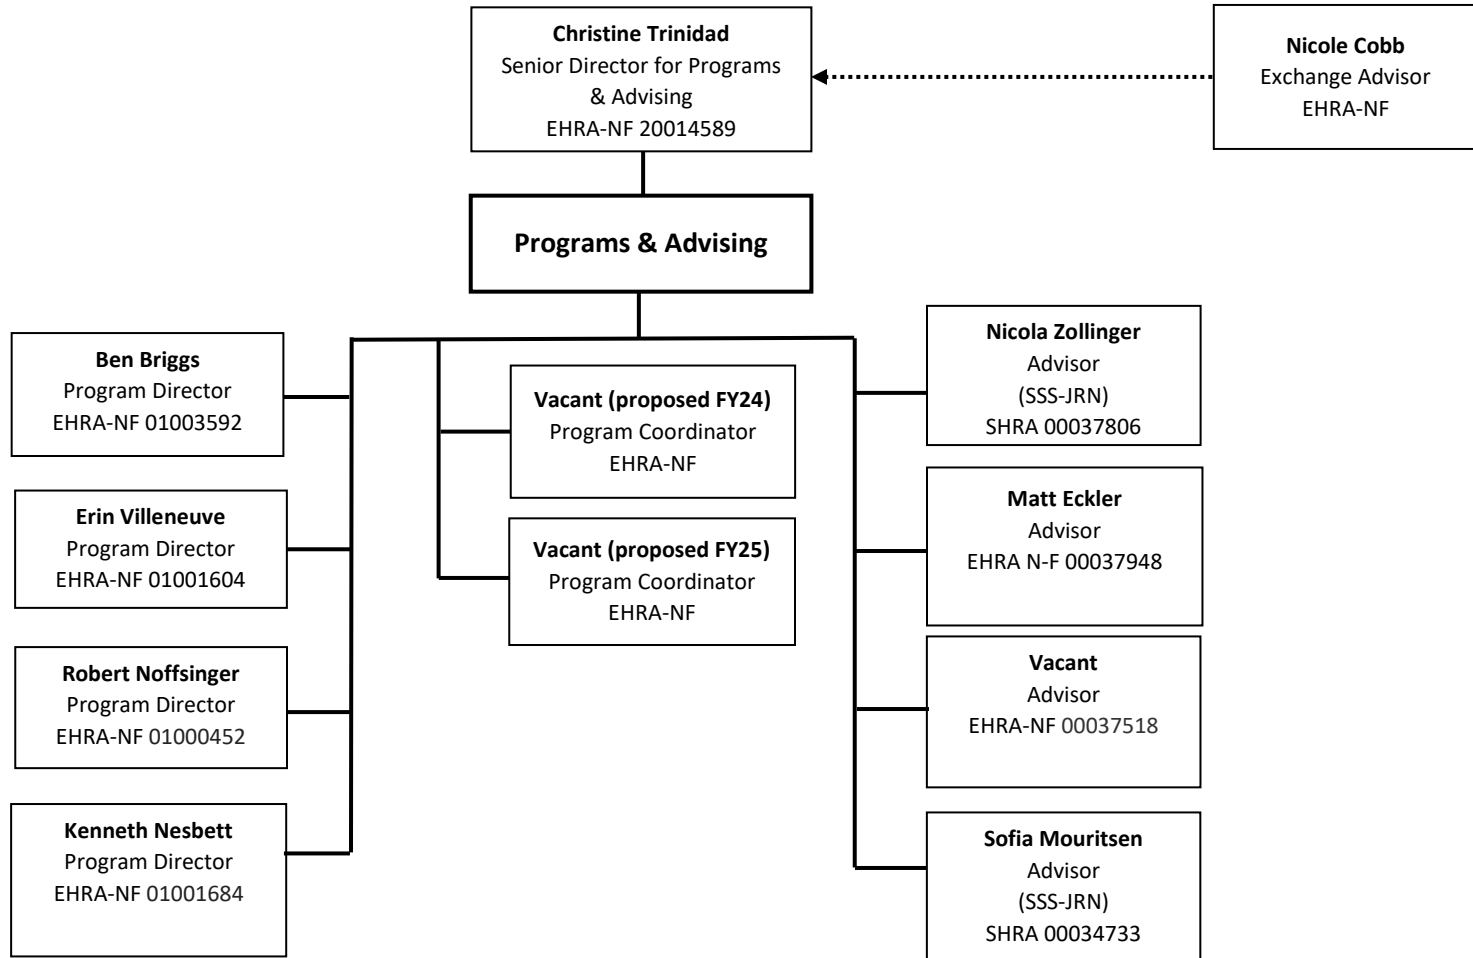 Christine Trinidad
Senior Director for Programs
& Advising
EHRA-NF 20014589
Nicole Cobb
Exchange Advisor
EHRA-NF
Programs & Advising
Ben Briggs
Program Director
EHRA-NF 01003592
Erin Villeneuve
Program Director
EHRA-NF 01001604
Robert Noffsinger
Program Director
EHRA-NF 01000452
Kenneth Nesbett
Program Director
EHRA-NF 01001684
Vacant (proposed FY24)
Program Coordinator
EHRA-NF
Vacant (proposed FY25)
Program Coordinator
EHRA-NF
Nicola Zollinger
Advisor
(SSS-JRN)
SHRA 00037806
Matt Eckler
Advisor
EHRA N-F 00037948
Vacant
Advisor
EHRA-NF 00037518
Sofia Mouritsen
Advisor
(SSS-JRN)
SHRA 00034733